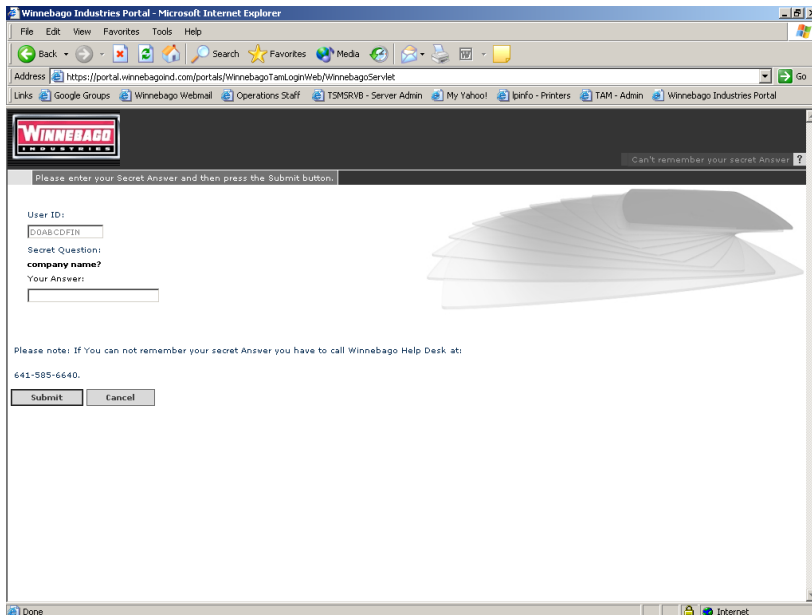 Winnebago Industries Portal - Microsoft Internet Explorer
File Edit View Favorites Tools Help
Back Search Favorites Media
Address https://portal.winnebagoind.com/portals/WinnebagoTamLoginWeb/WinnebagoServlet Go
Links Google Groups Winnebago Webmail Operations Staff TSMSRVB - Server Admin My Yahoo! Ipinfo - Printers TAM - Admin Winnebago Industries Portal
WINNEBAGO
INDUSTRIES
Can't remember your secret Answer ?
Please enter your Secret Answer and then press the Submit button.
User ID:
D0ABCDFIN
Secret Question:
company name?
Your Answer:
Please note: If You can not remember your secret Answer you have to call Winnebago Help Desk at:
641-585-6640.
Submit Cancel
Done Internet